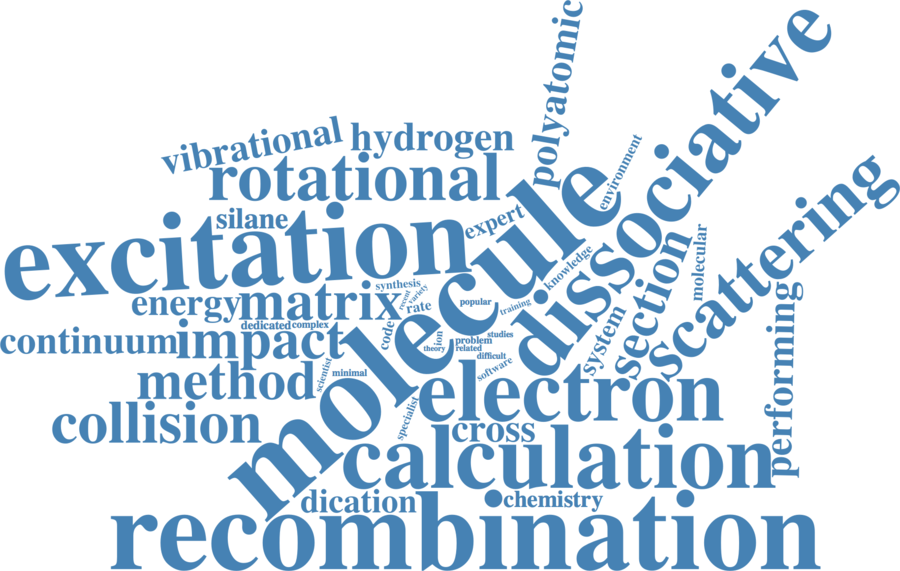 polyatomic
dissociative
vibrational
hydrogen
rotational
environment
molecule
silane
expert
excitation
scattering
molecular
knowledge
section
synthesis
energy
matrix
recent
variety
rate
popular
training
system
performing
dedicated
complex
code
continuum
impact
ion
problem
studies
theory
related
difficult
software
scientist
minimal
method
electron
specialist
collision
cross
calculation
dication
chemistry
recombination